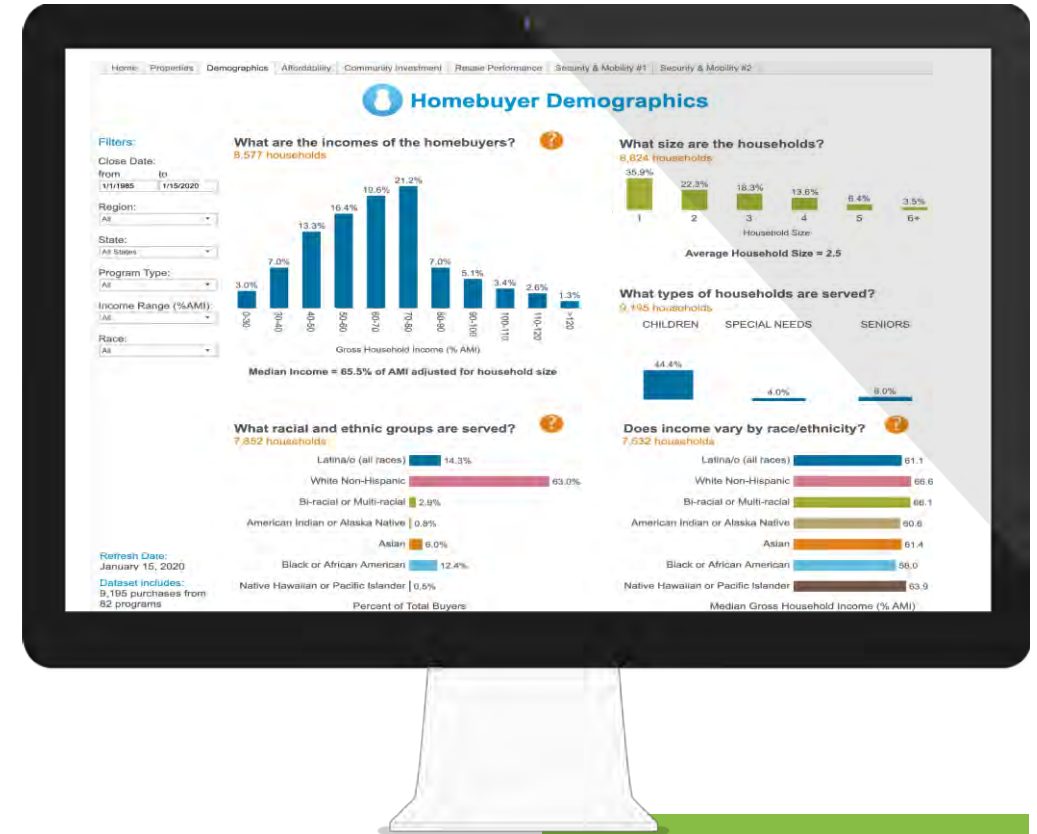 Home Properties Demographics Affordability Community Investment Resale Performance Security & Mobility #1 Security & Mobility #2
Homebuyer Demographics
Filters:
Close Date:
from to
1/1/1985 1/15/2020
Region:
All
State:
All States
Program Type:
All
Income Range (%AMI):
All
Race:
All
Refresh Date:
January 15, 2020
Dataset includes:
9,195 purchases from
82 programs
What are the incomes of the homebuyers?
?
8,577 households
3.0% 7.0% 13.3% 16.4% 19.6% 21.2% 7.0% 5.1% 3.4% 2.6% 1.3%
0-30 30-40 40-50 50-60 60-70 70-80 80-90 90-100 100-110 110-120 >120
Gross Household Income (% AMI)
Median Income = 65.5% of AMI adjusted for household size
What size are the households?
8,824 households
35.9% 22.3% 18.3% 13.6% 6.4% 3.5%
1 2 3 4 5 6+
Household Size
Average Household Size = 2.5
What types of households are served?
9,195 households
CHILDREN SPECIAL NEEDS SENIORS
44.4% 4.0% 6.0%
What racial and ethnic groups are served?
?
7,852 households
Latina/o (all races) 14.3%
White Non-Hispanic 63.0%
Bi-racial or Multi-racial 2.9%
American Indian or Alaska Native 0.8%
Asian 6.0%
Black or African American 12.4%
Native Hawaiian or Pacific Islander 0.5%
Percent of Total Buyers
Does income vary by race/ethnicity?
?
7,632 households
Latina/o (all races) 61.1
White Non-Hispanic 66.6
Bi-racial or Multi-racial 66.1
American Indian or Alaska Native 60.6
Asian 61.4
Black or African American 58.0
Native Hawaiian or Pacific Islander 63.9
Median Gross Household Income (% AMI)